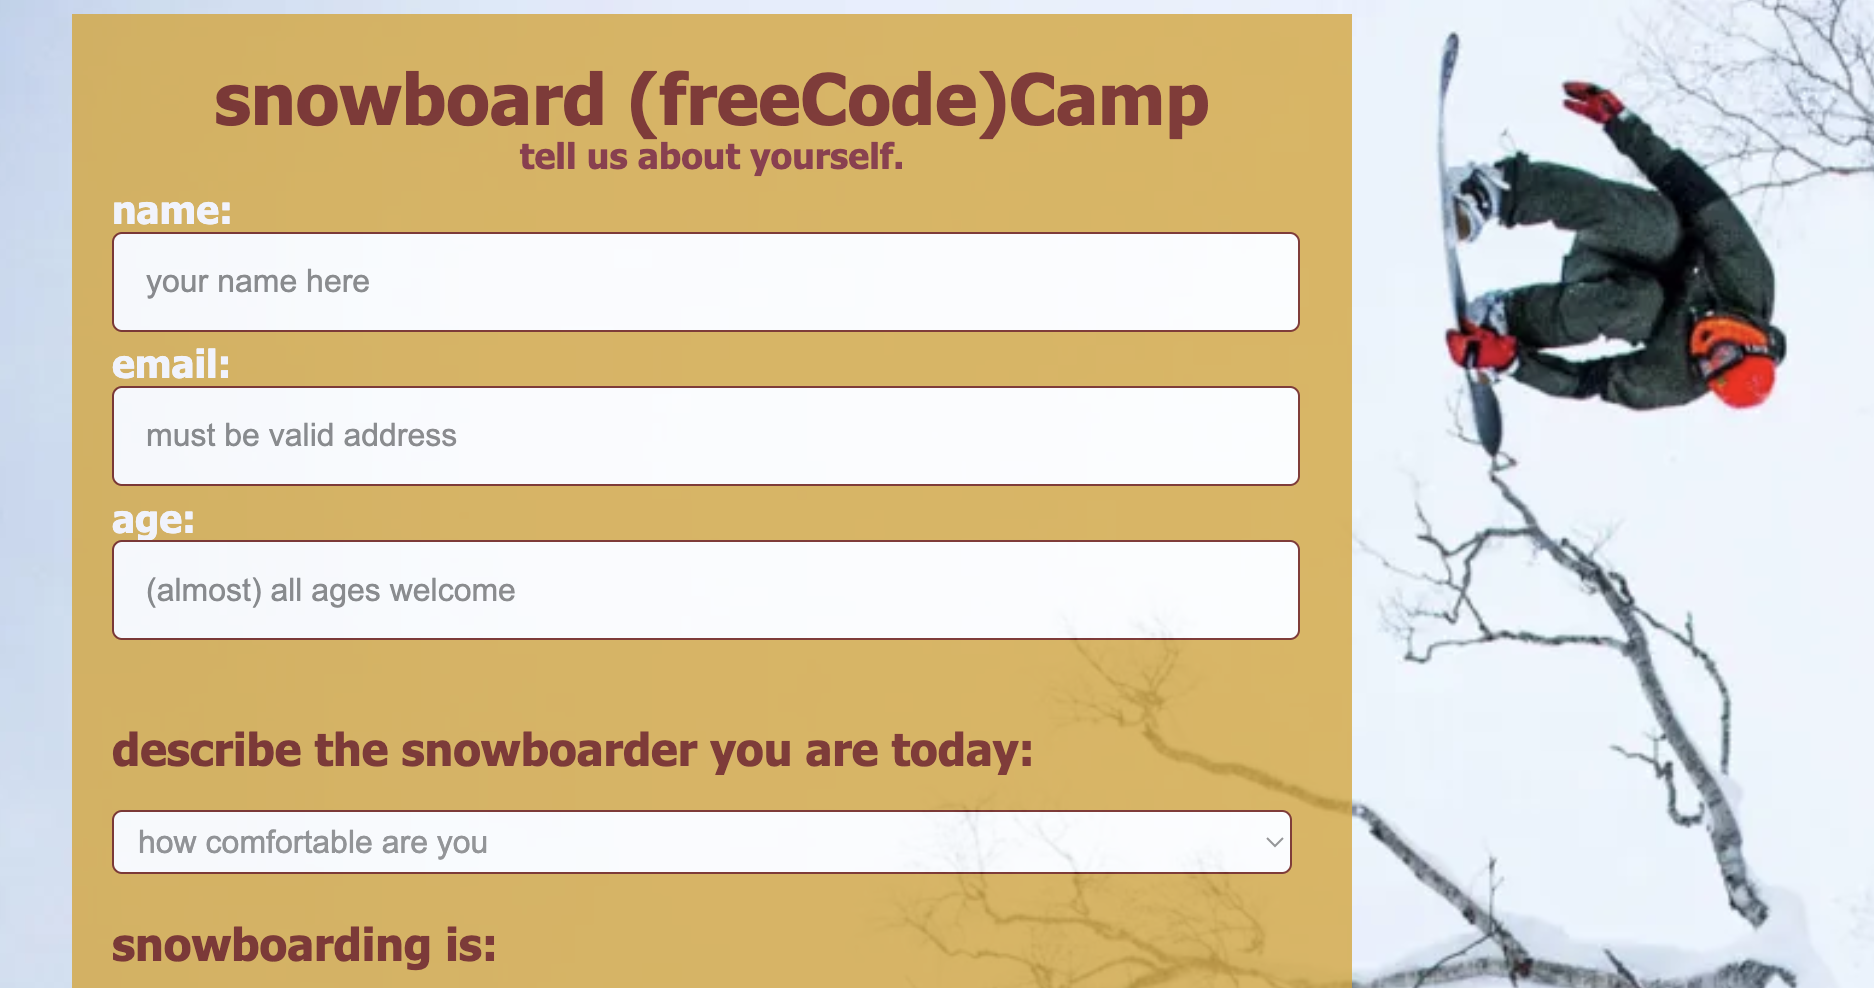 snowboard (freeCode)Camp
tell us about yourself.
name:
your name here
email:
must be valid address
age:
(almost) all ages welcome
describe the snowboarder you are today:
how comfortable are you
snowboarding is: